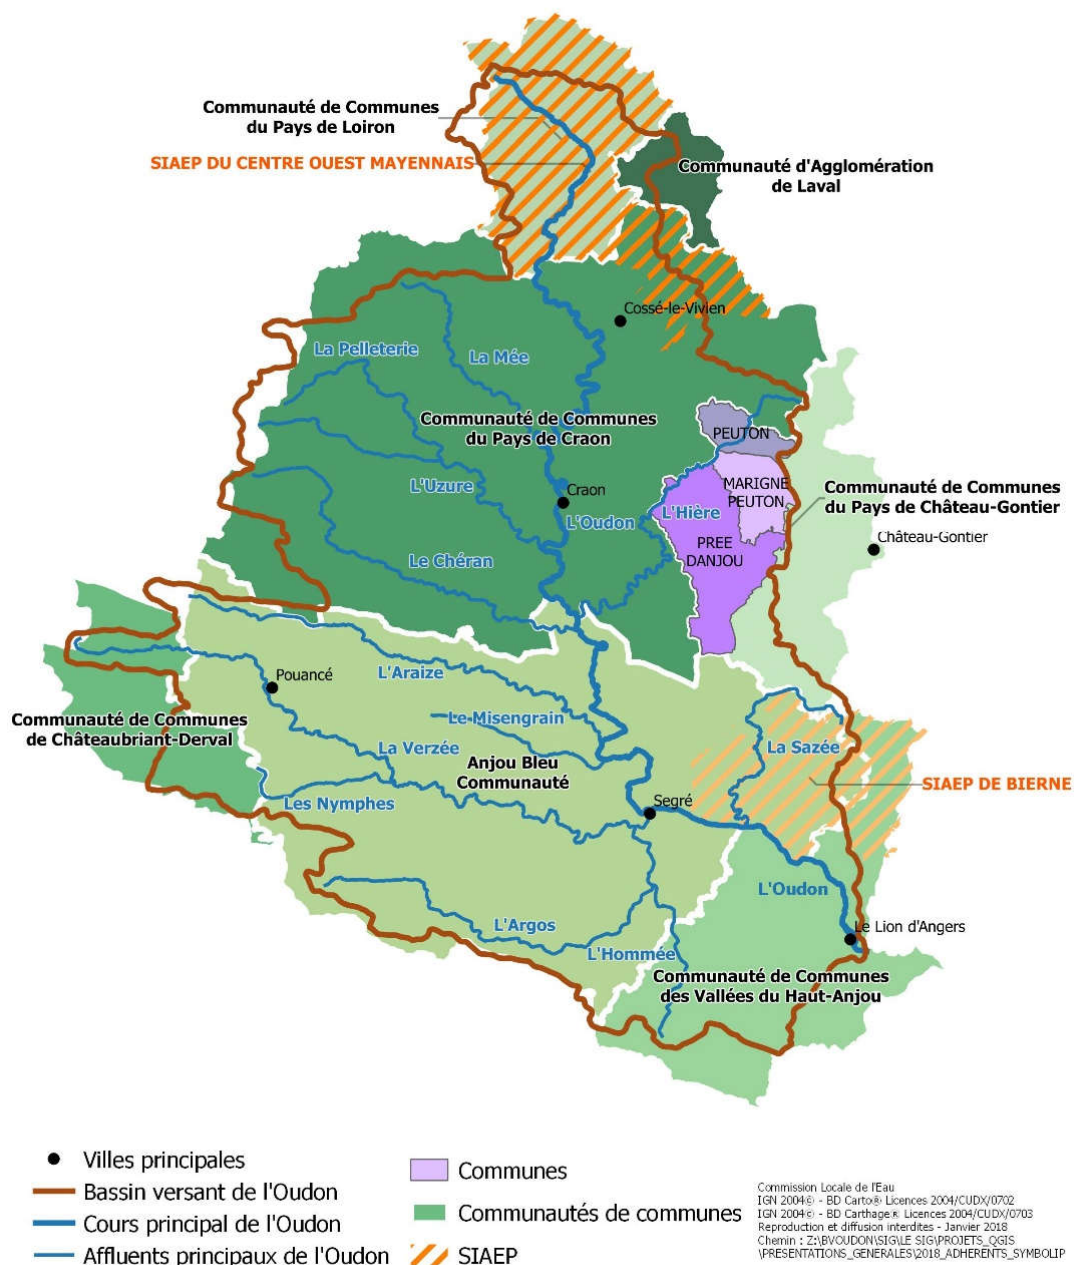 Communauté de Communes
du Pays de Loiron
SIAEP DU CENTRE OUEST MAYENNAIS
Communauté d'Agglomération
de Laval
Cossé-le-Vivien
La Pelleterie
La Mée
Communauté de Communes
du Pays de Craon
PEUTON
L'Uzure
Craon
L'Oudon
L'Hière
MARIGNE
PEUTON
Communauté de Communes
du Pays de Château-Gontier
Château-Gontier
PREE
DANJOU
Le Chéran
L'Araize
Pouancé
Communauté de Communes
de Châteaubriant-Derval
Le Misengrain
La Verzée
Anjou Bleu
Communauté
La Sazée
SIAEP DE BIERNE
Les Nymphes
Segré
L'Oudon
L'Argos
Le Lion d'Angers
L'Hommée
Communauté de Communes
des Vallées du Haut-Anjou
Villes principales
Bassin versant de l'Oudon
Cours principal de l'Oudon
Affluents principaux de l'Oudon
Communes
Communautés de communes
SIAEP
Commission Locale de l'Eau
IGN 2004© - BD Carto® Licences 2004/CUDX/0702
IGN 2004© - BD Carthage® Licences 2004/CUDX/0703
Reproduction et diffusion interdites - Janvier 2018
Chemin : Z:\BVOUDON\SIG\LE SIG\PROJETS_QGIS
\PRESENTATIONS_GENERALES\2018_ADHERENTS_SYMBOLIP